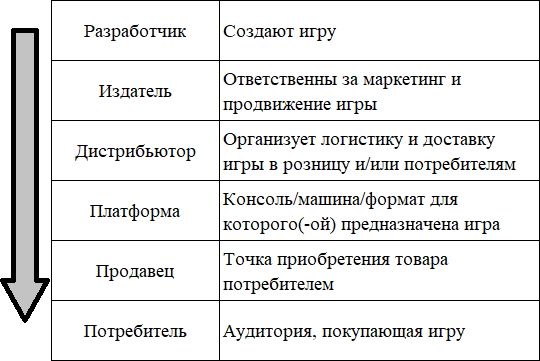 Разработчик Создают игру
Издатель Ответственны за маркетинг и
продвижение игры
Дистрибьютор Организует логистику и доставку
игры в розницу и/или потребителям
Платформа Консоль/машина/формат для
которого(-ой) предназначена игра
Продавец Точка приобретения товара
потребителем
Потребитель Аудитория, покупающая игру